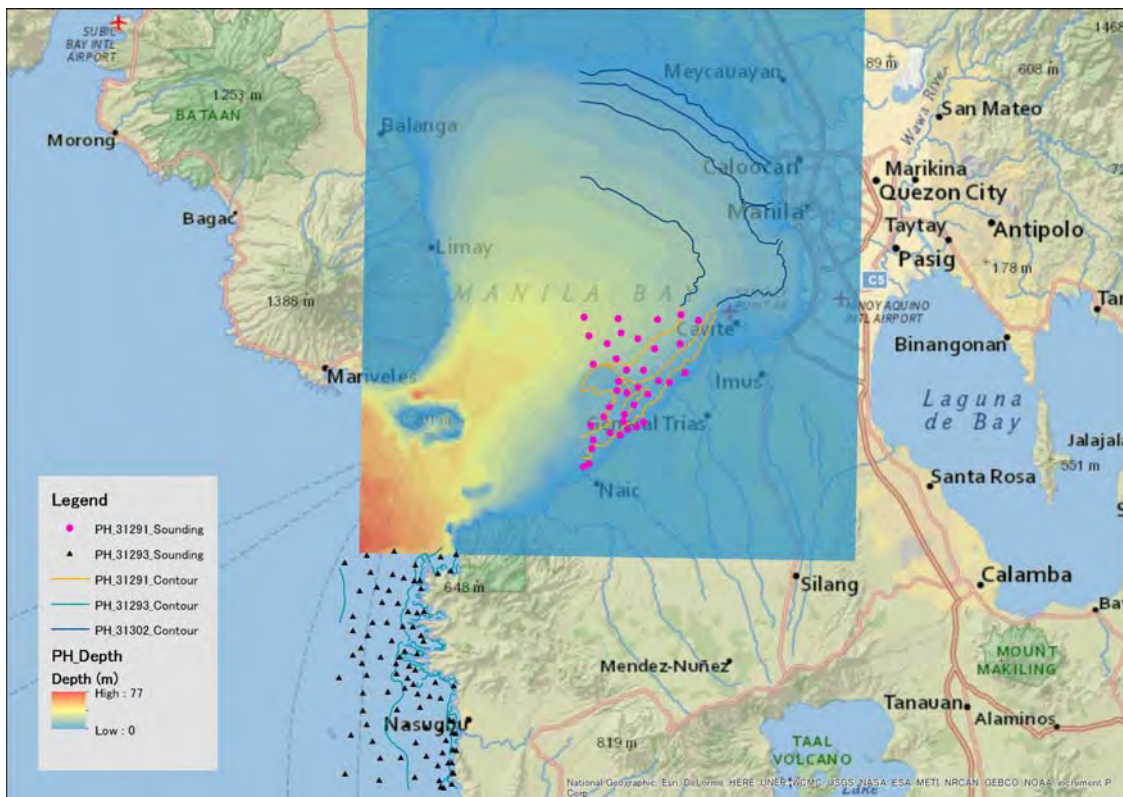 SUBIC
BAY INTL
AIRPORT
1253 m
BATAAN
Morong
Balanga
Bagac
Limay
1388 m
Mariveles
Meycauayan
Caloocan
Manila
MANILA BAY
Cavite
Imus
General Trias
Naic
1468
89 m
608 m
Wawa River
San Mateo
Marikina
Quezon City
Taytay
Antipolo
Pasig
178 m
C5
NOY AQUINO
INTL AIRPORT
Binangonan
Laguna
de Bay
Jalajala
551 m
Santa Rosa
Silang
Calamba
648 m
Mendez-Nuñez
MOUNT
MAKILING
Tanauan
Alaminos
Nasugbu
819 m
TAAL
VOLCANO
Lake
Legend
PH_31291_Sounding
PH_31293_Sounding
PH_31291_Contour
PH_31293_Contour
PH_31302_Contour
PH_Depth
Depth (m)
High : 77
Low : 0
National Geographic, Esri, DeLorme, HERE, UNEP-WCMC, USGS, NASA, ESA, METI, NRCAN, GEBCO, NOAA, increment P
Corp.